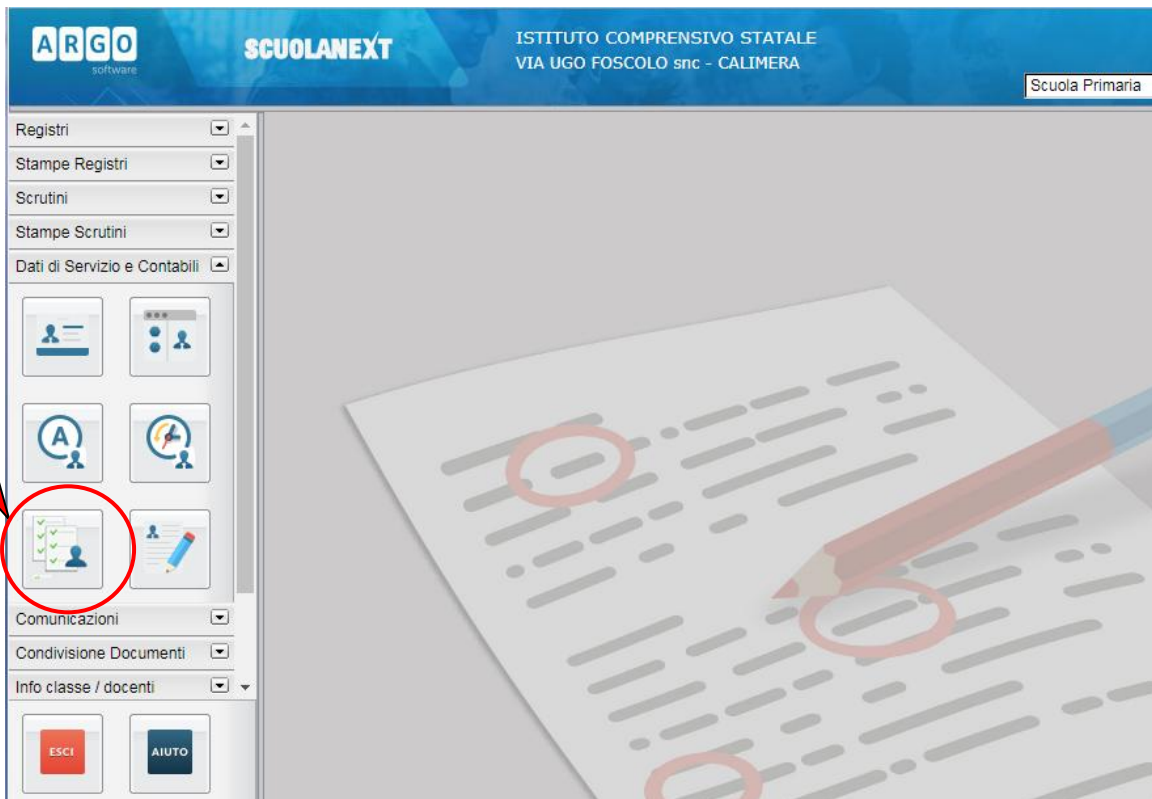 ARGO
software
SCUOLANEXT
ISTITUTO COMPRENSIVO STATALE
VIA UGO FOSCOLO snc - CALIMERA
Scuola Primaria
Registri
Stampe Registri
Scrutini
Stampe Scrutini
Dati di Servizio e Contabili
A
Comunicazioni
Condivisione Documenti
Info classe / docenti
ESCI
AIUTO